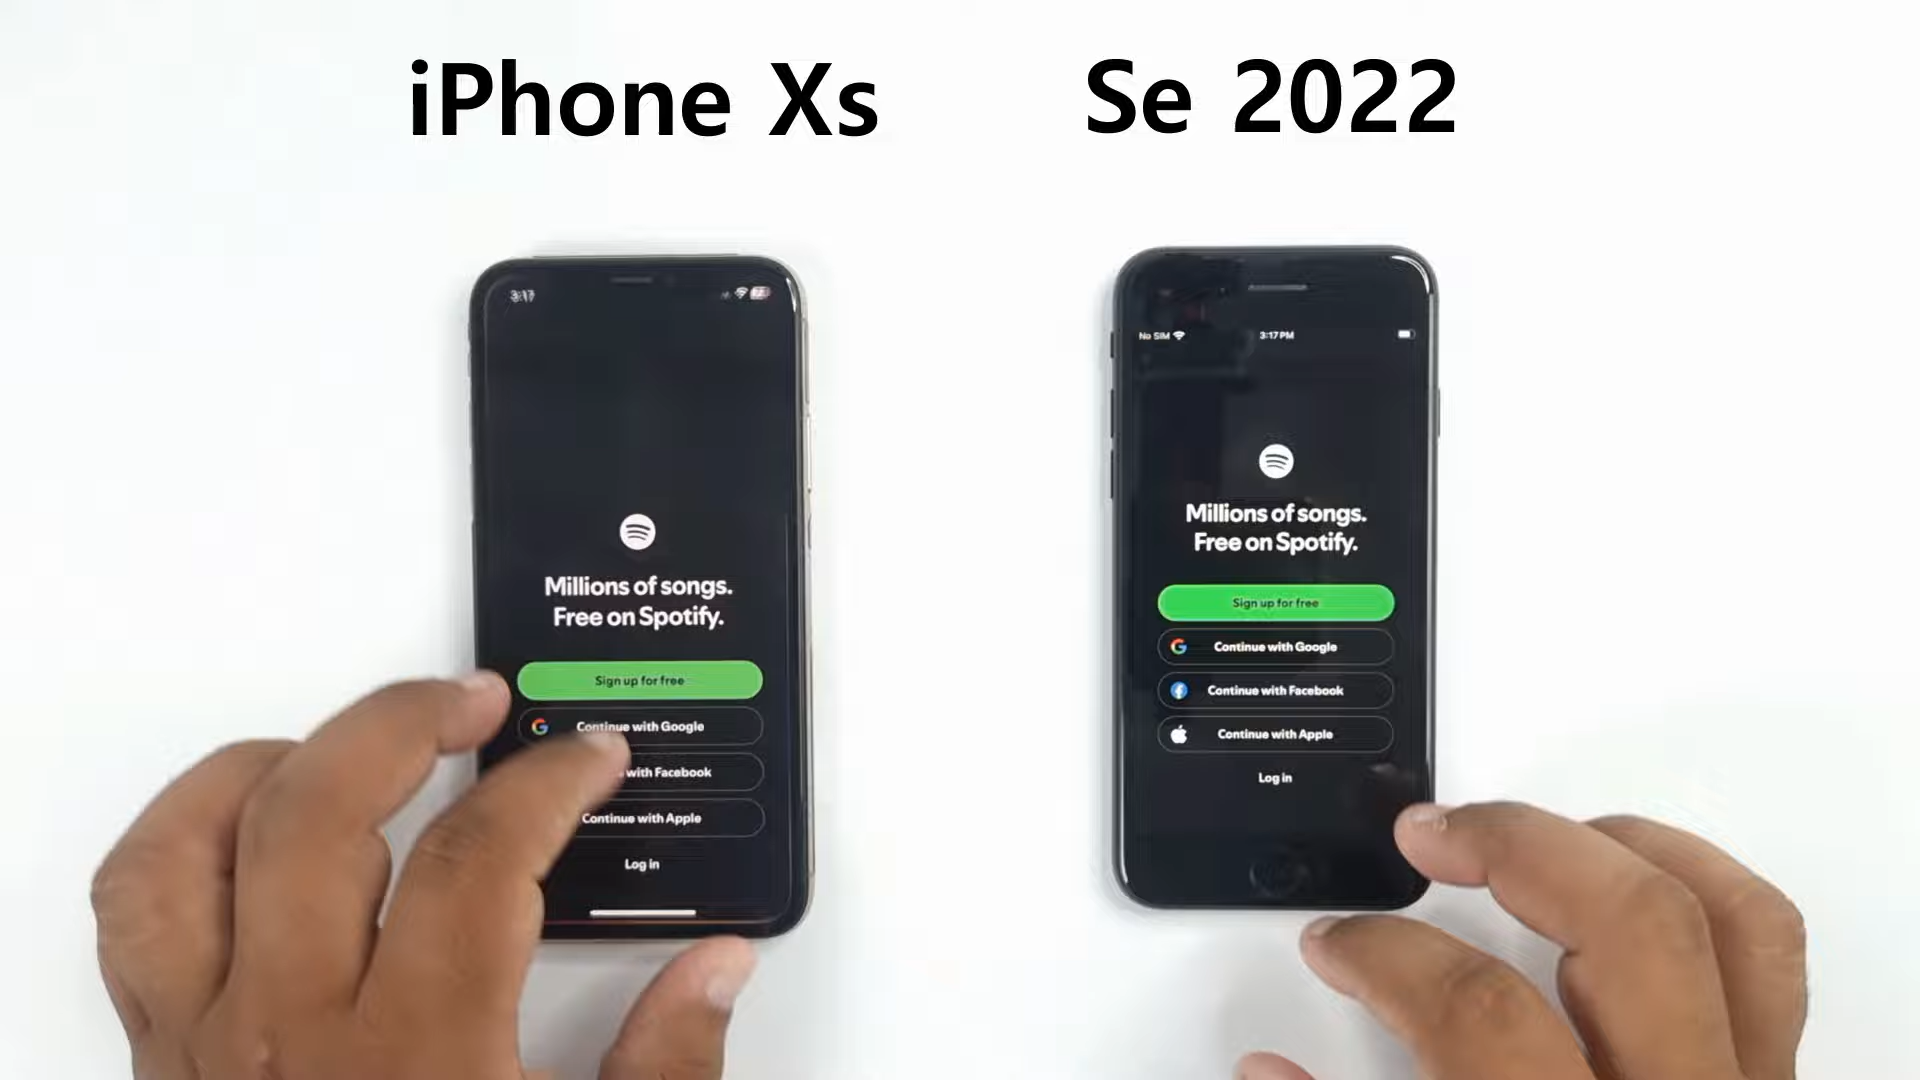 iPhone Xs
Se 2022
3:17
Millions of songs.
Free on Spotify.
Sign up for free
Continue with Google
with Facebook
Continue with Apple
Log in
No SIM
3:17 PM
Millions of songs.
Free on Spotify.
Sign up for free
Continue with Google
Continue with Facebook
Continue with Apple
Log in